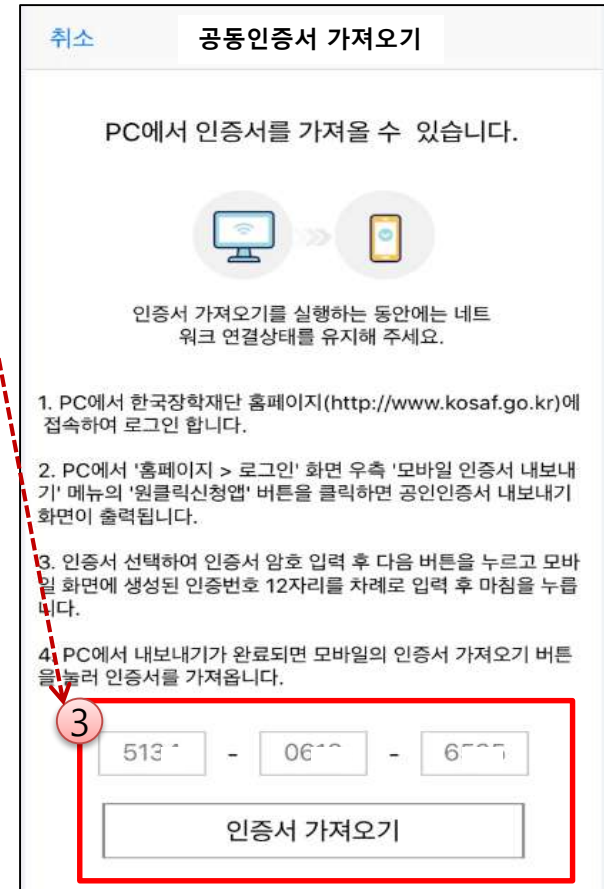 취소 공동인증서 가져오기
PC에서 인증서를 가져올 수 있습니다.
인증서 가져오기를 실행하는 동안에는 네트
워크 연결상태를 유지해 주세요.
1. PC에서 한국장학재단 홈페이지(http://www.kosaf.go.kr)에
접속하여 로그인 합니다.
2. PC에서 '홈페이지 > 로그인' 화면 우측 '모바일 인증서 내보내
기' 메뉴의 '원클릭신청앱' 버튼을 클릭하면 공인인증서 내보내기
화면이 출력됩니다.
3. 인증서 선택하여 인증서 암호 입력 후 다음 버튼을 누르고 모바
일 화면에 생성된 인증번호 12자리를 차례로 입력 후 마침을 누릅
니다.
4. PC에서 내보내기가 완료되면 모바일의 인증서 가져오기 버튼
을 눌러 인증서를 가져옵니다.
3
- -
인증서 가져오기